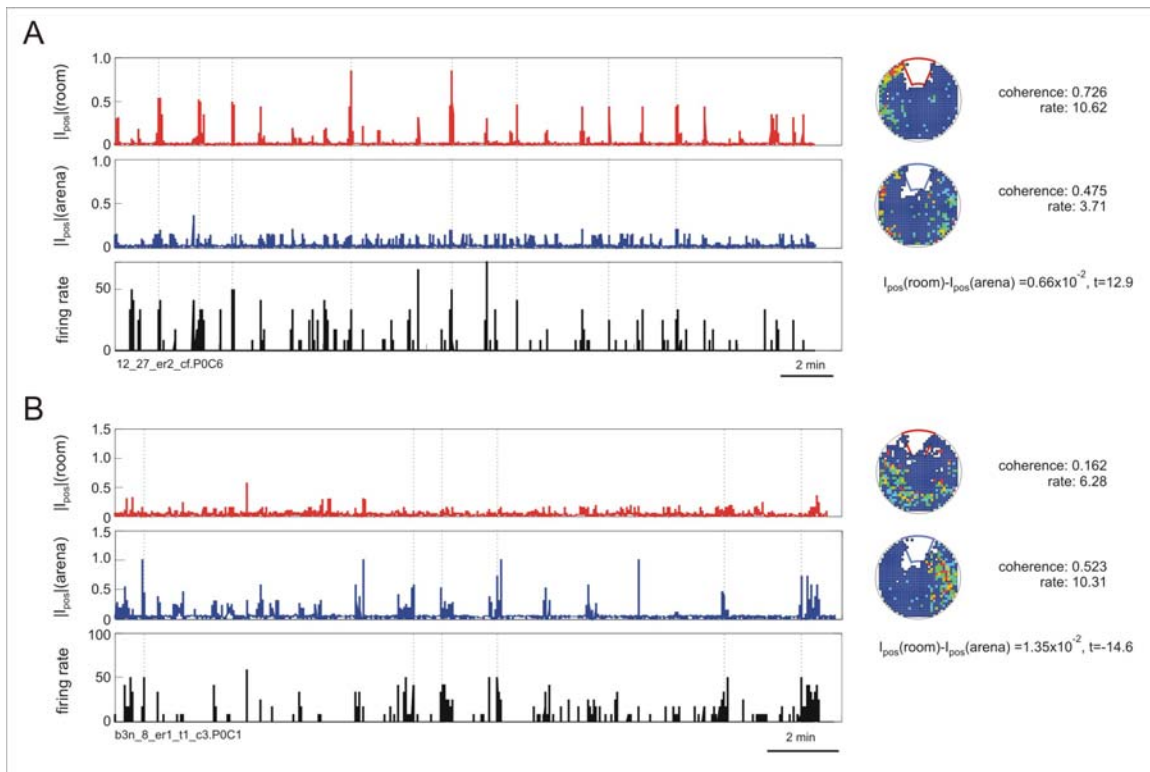 A
|I_pos|(room)
1.0
0.5
0
|I_pos|(arena)
1.0
0.5
0
firing rate
50
0
12_27_er2_cf.P0C6
2 min
coherence: 0.726
rate: 10.62
coherence: 0.475
rate: 3.71
I_pos(room)-I_pos(arena) =0.66x10^-2, t=12.9
B
|I_pos|(room)
1.5
1.0
0.5
0
|I_pos|(arena)
1.5
1.0
0.5
0
firing rate
100
50
0
b3n_8_er1_t1_c3.P0C1
2 min
coherence: 0.162
rate: 6.28
coherence: 0.523
rate: 10.31
I_pos(room)-I_pos(arena) =1.35x10^-2, t=-14.6